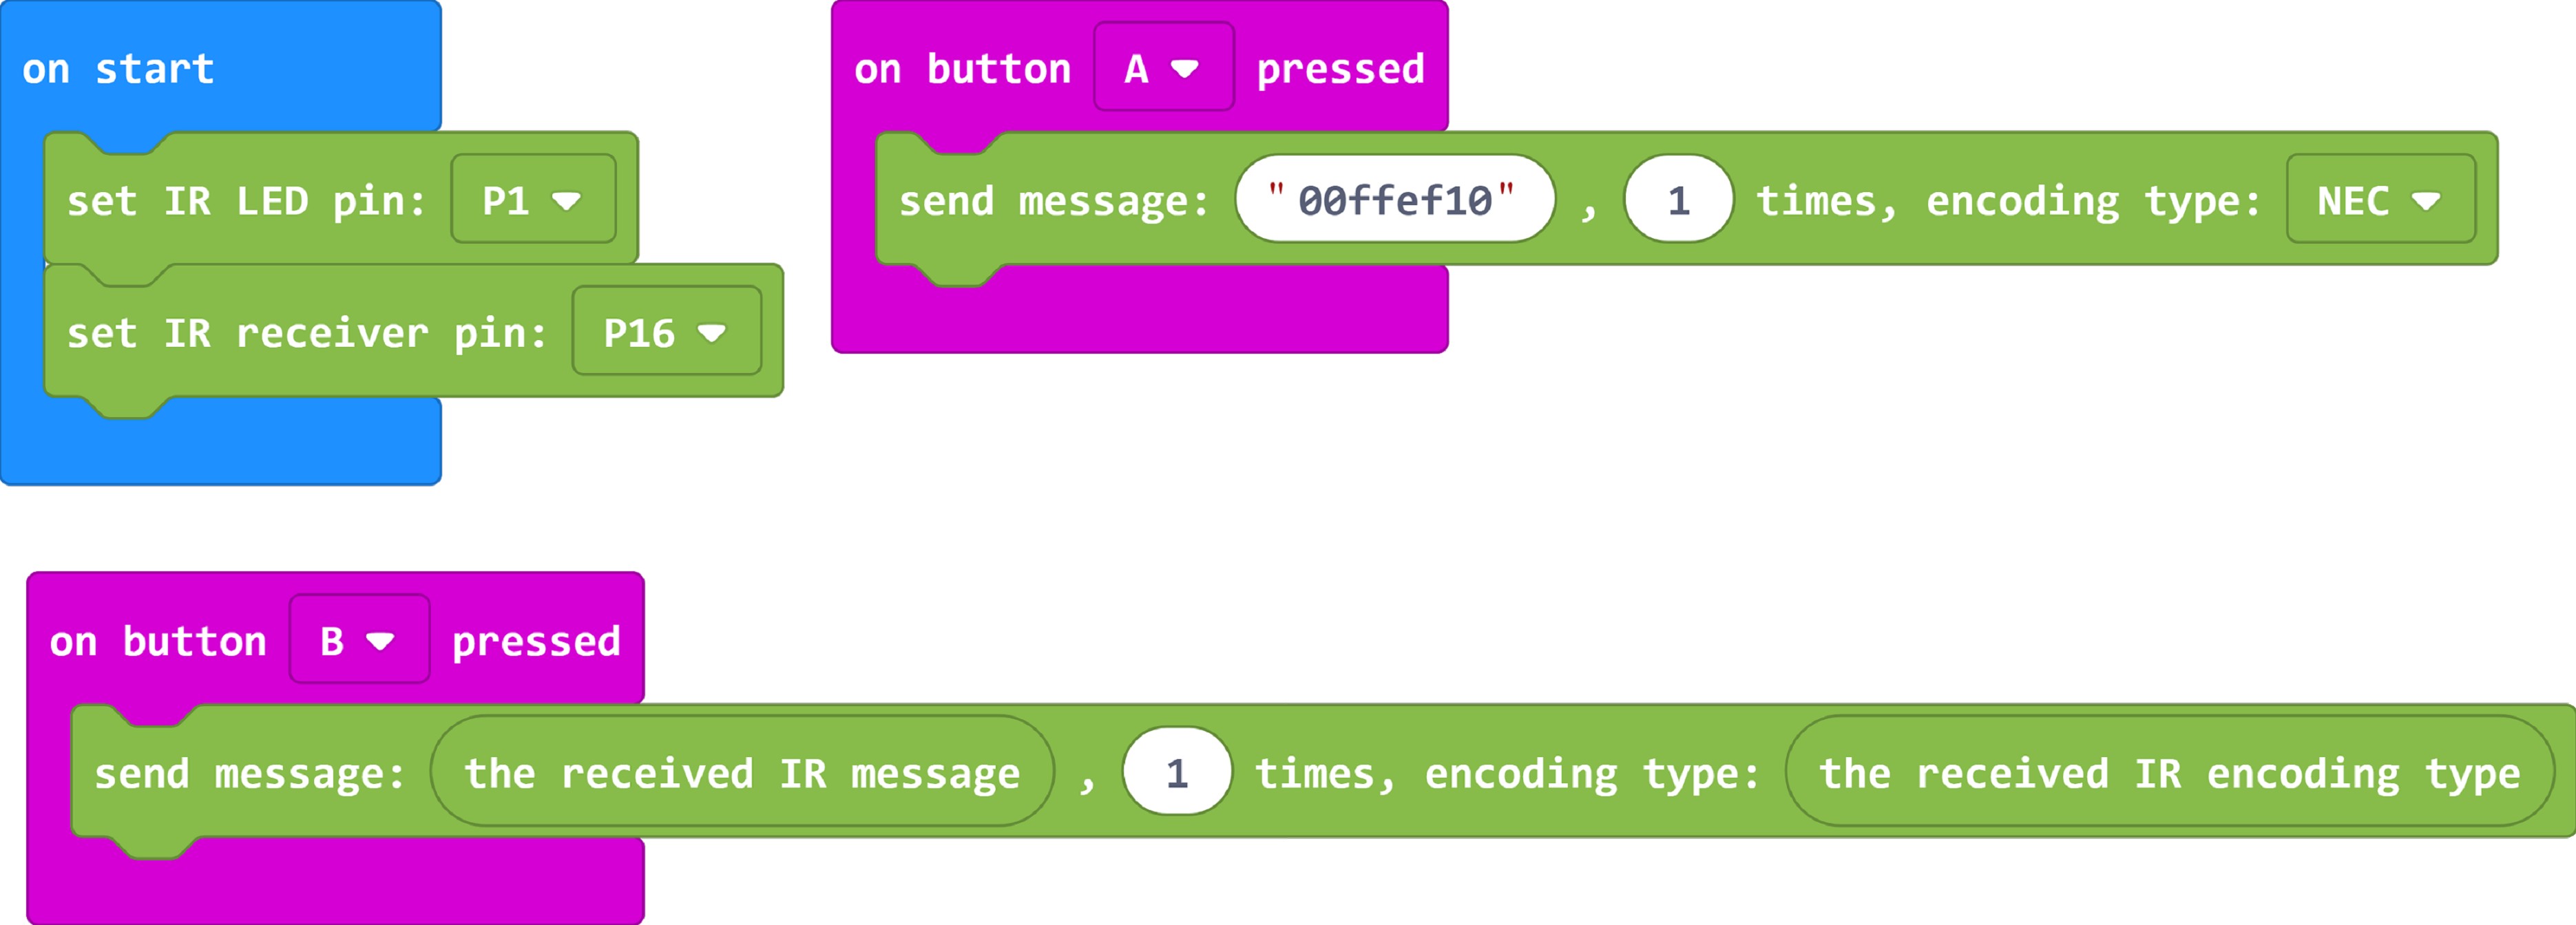 on start
set IR LED pin: P1
set IR receiver pin: P16
on button A pressed
send message: "00ffef10" , 1 times, encoding type: NEC
on button B pressed
send message: the received IR message , 1 times, encoding type: the received IR encoding type